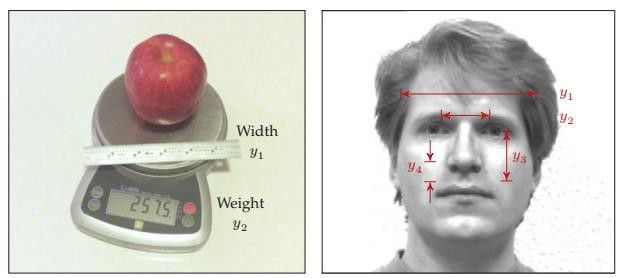 Width
y₁
Weight
y₂
257.5
y₁
y₂
y₃
y₄